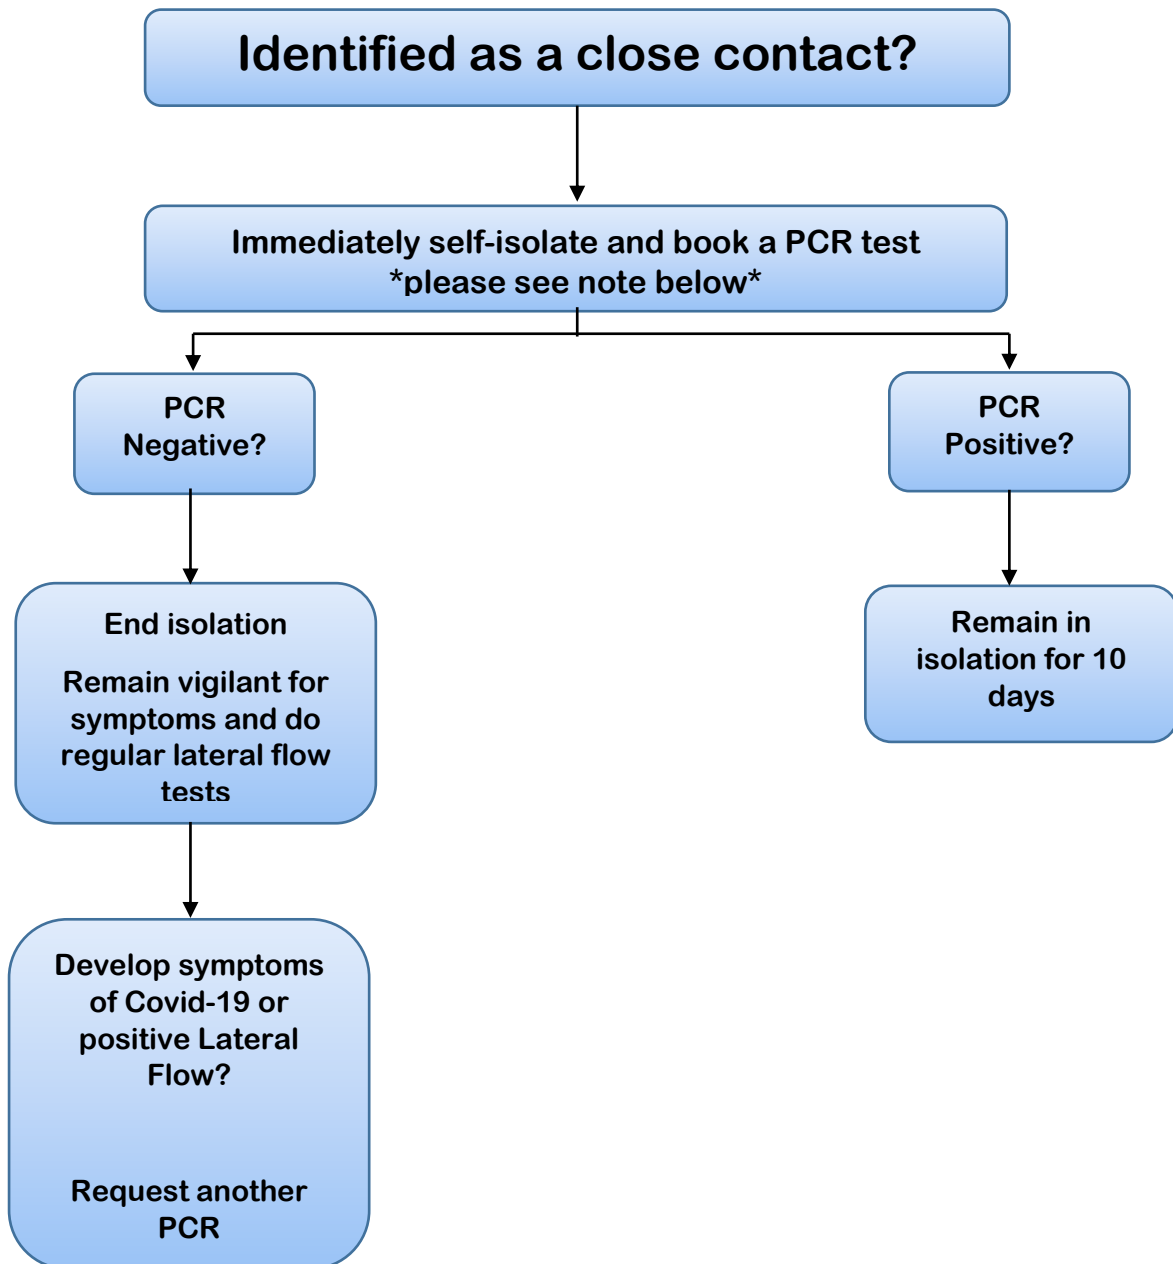 Identified as a close contact?
Immediately self-isolate and book a PCR test
*please see note below*
PCR
Negative?
PCR
Positive?
End isolation
Remain vigilant for
symptoms and do
regular lateral flow
tests
Remain in
isolation for 10
days
Develop symptoms
of Covid-19 or
positive Lateral
Flow?
Request another
PCR